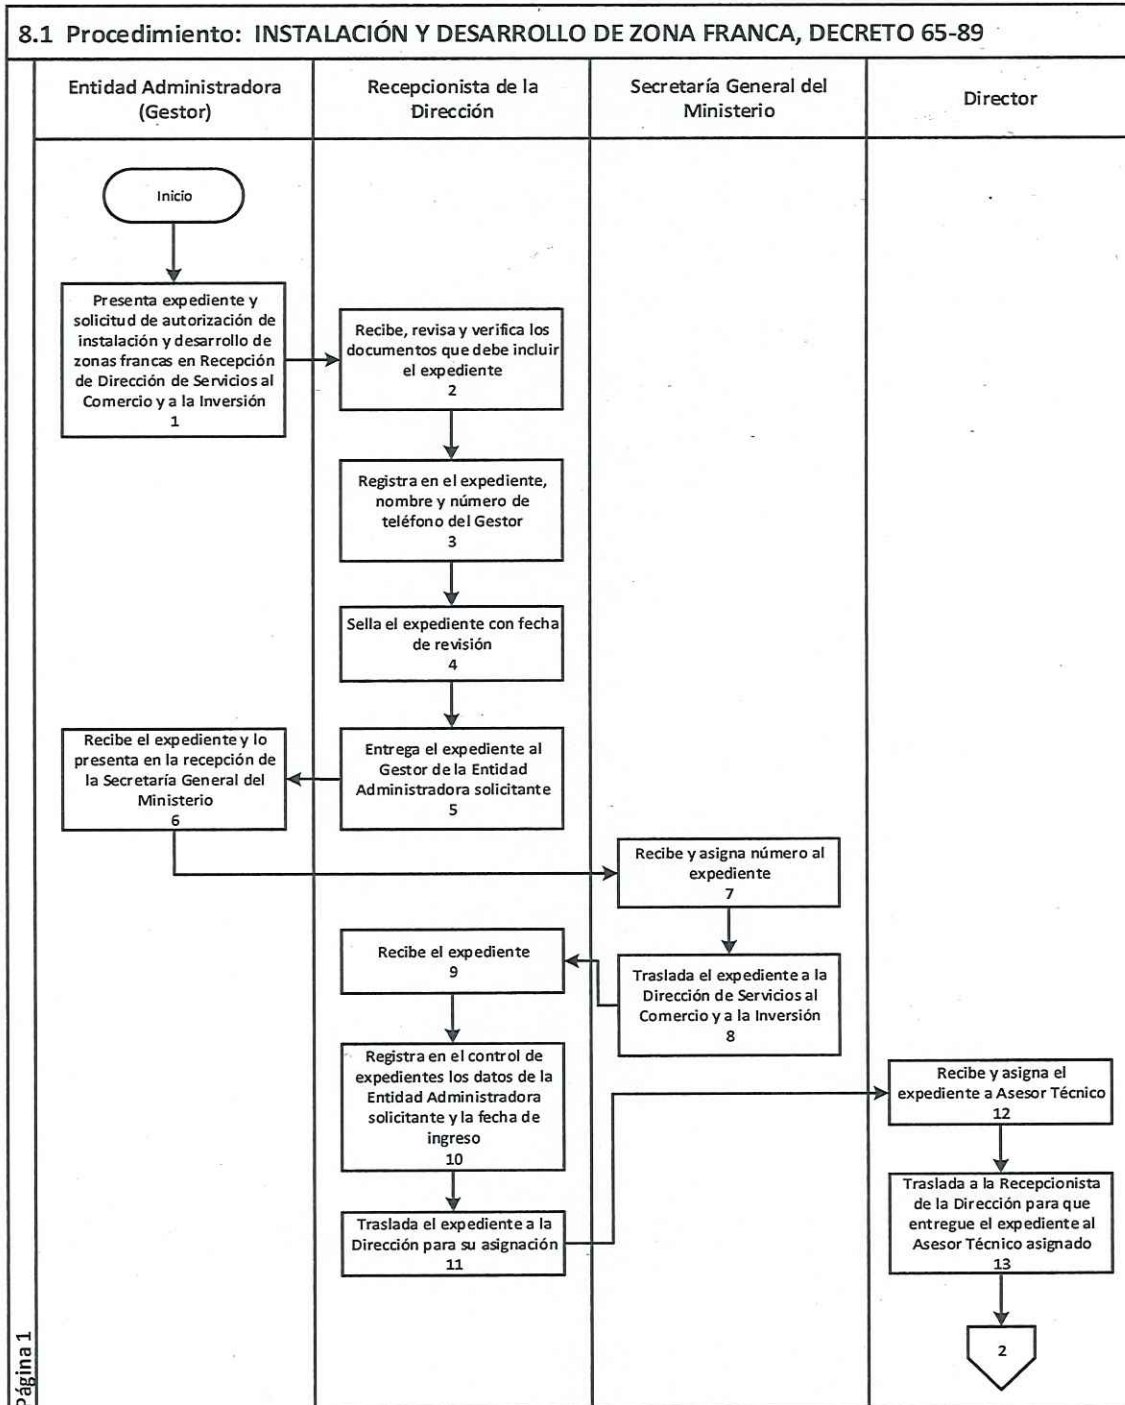 8.1 Procedimiento: INSTALACIÓN Y DESARROLLO DE ZONA FRANCA, DECRETO 65-89
Entidad Administradora
(Gestor)
Recepcionista de la
Dirección
Secretaría General del
Ministerio
Director
Inicio
Presenta expediente y
solicitud de autorización de
instalación y desarrollo de
zonas francas en Recepción
de Dirección de Servicios al
Comercio y a la Inversión
1
Recibe, revisa y verifica los
documentos que debe incluir
el expediente
2
Registra en el expediente,
nombre y número de
teléfono del Gestor
3
Sella el expediente con fecha
de revisión
4
Entrega el expediente al
Gestor de la Entidad
Administradora solicitante
5
Recibe el expediente y lo
presenta en la recepción de
la Secretaría General del
Ministerio
6
Recibe y asigna número al
expediente
7
Traslada el expediente a la
Dirección de Servicios al
Comercio y a la Inversión
8
Recibe el expediente
9
Registra en el control de
expedientes los datos de la
Entidad Administradora
solicitante y la fecha de
ingreso
10
Traslada el expediente a la
Dirección para su asignación
11
Recibe y asigna el
expediente a Asesor Técnico
12
Traslada a la Recepcionista
de la Dirección para que
entregue el expediente al
Asesor Técnico asignado
13
2
Página 1